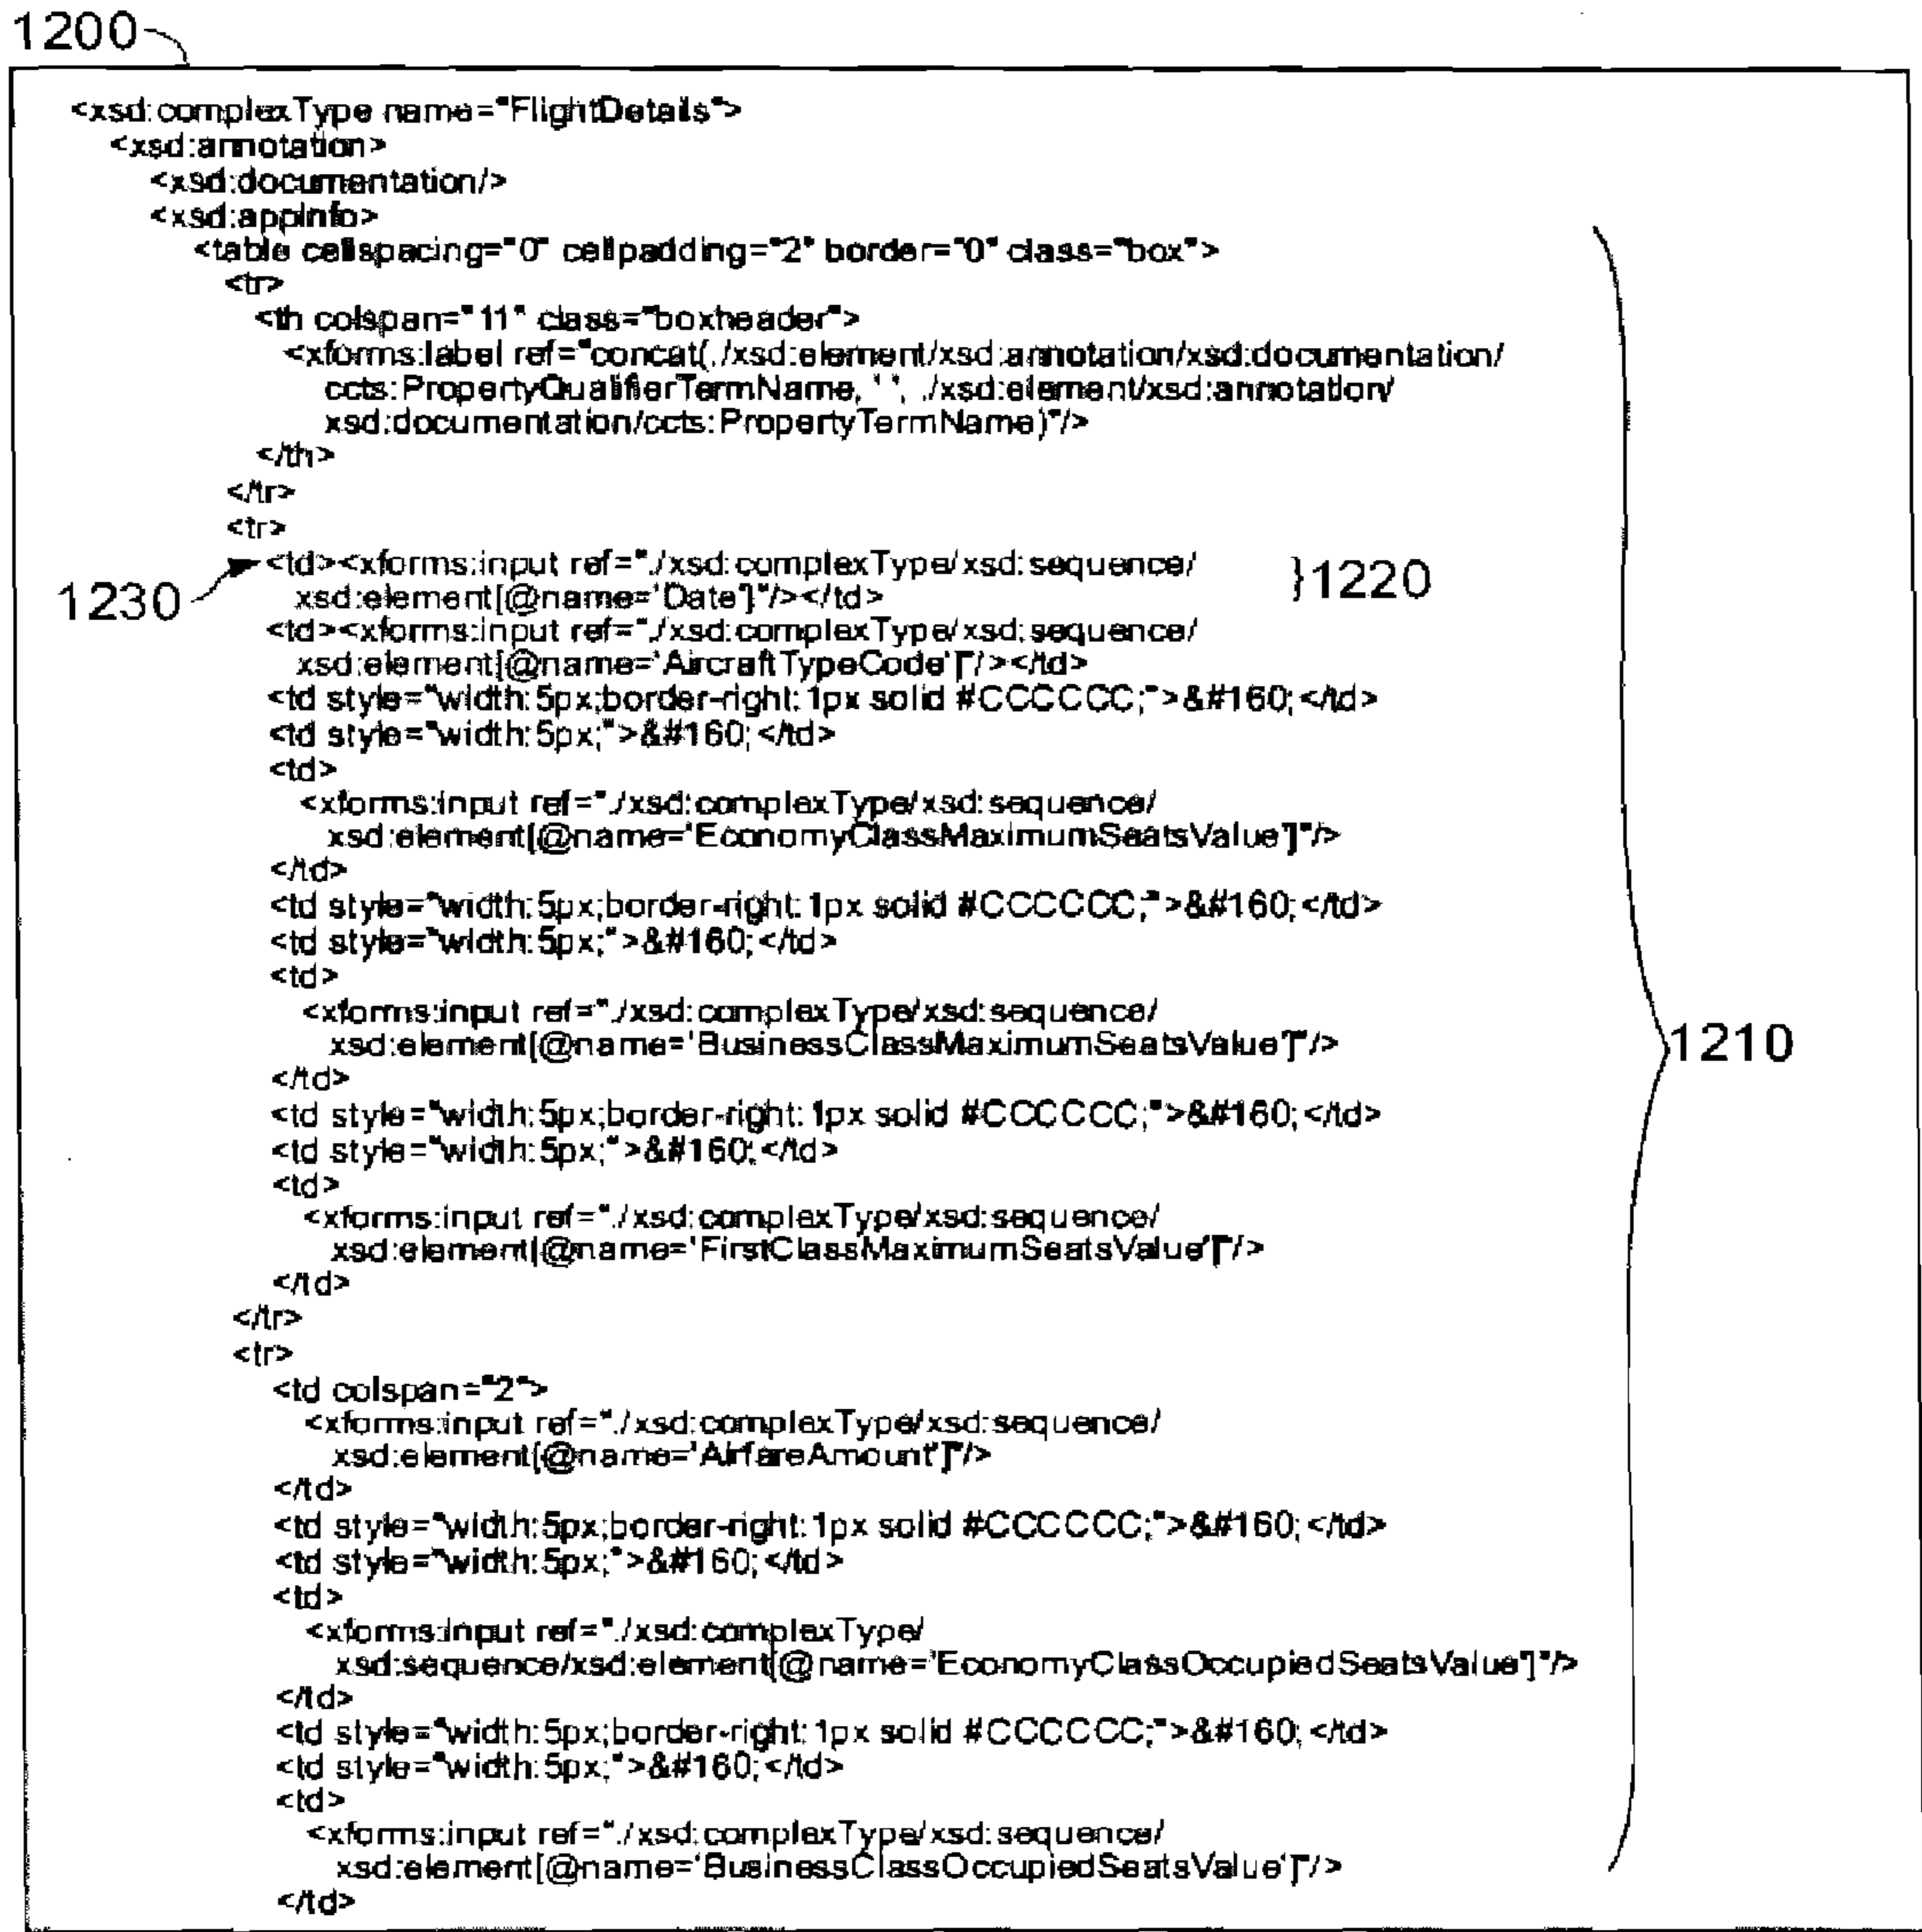 1200
<xsd:complexType name="FlightDetails">
<xsd:annotation>
<xsd:documentation/>
<xsd:appInfo>
<table cellspacing="0" cellpadding="2" border="0" class="box">
<tr>
<th colspan="11" class="boxheader">
<xforms:label ref="concat(./xsd:element/xsd:annotation/xsd:documentation/
ccts:PropertyQualifierTermName, ' ', ./xsd:element/xsd:annotation/
xsd:documentation/ccts:PropertyTermName)"/>
</th>
</tr>
<tr>
<td><xforms:input ref="./xsd:complexType/xsd:sequence/ }1220
1230 xsd:element[@name='Date']"/></td>
<td><xforms:input ref="./xsd:complexType/xsd:sequence/
xsd:element[@name='AircraftTypeCode']"/></td>
<td style="width:5px;border-right:1px solid #CCCCCC;">&#160;</td>
<td style="width:5px;">&#160;</td>
<td>
<xforms:input ref="./xsd:complexType/xsd:sequence/
xsd:element[@name='EconomyClassMaximumSeatsValue']"/>
</td>
<td style="width:5px;border-right:1px solid #CCCCCC;">&#160;</td>
<td style="width:5px;">&#160;</td>
<td>
<xforms:input ref="./xsd:complexType/xsd:sequence/
xsd:element[@name='BusinessClassMaximumSeatsValue']"/>
1210
</td>
<td style="width:5px;border-right:1px solid #CCCCCC;">&#160;</td>
<td style="width:5px;">&#160;</td>
<td>
<xforms:input ref="./xsd:complexType/xsd:sequence/
xsd:element[@name='FirstClassMaximumSeatsValue']"/>
</td>
</tr>
<tr>
<td colspan="2">
<xforms:input ref="./xsd:complexType/xsd:sequence/
xsd:element[@name='AirfareAmount']"/>
</td>
<td style="width:5px;border-right:1px solid #CCCCCC;">&#160;</td>
<td style="width:5px;">&#160;</td>
<td>
<xforms:input ref="./xsd:complexType/
xsd:sequence/xsd:element[@name='EconomyClassOccupiedSeatsValue']"/>
</td>
<td style="width:5px;border-right:1px solid #CCCCCC;">&#160;</td>
<td style="width:5px;">&#160;</td>
<td>
<xforms:input ref="./xsd:complexType/xsd:sequence/
xsd:element[@name='BusinessClassOccupiedSeatsValue']"/>
</td>